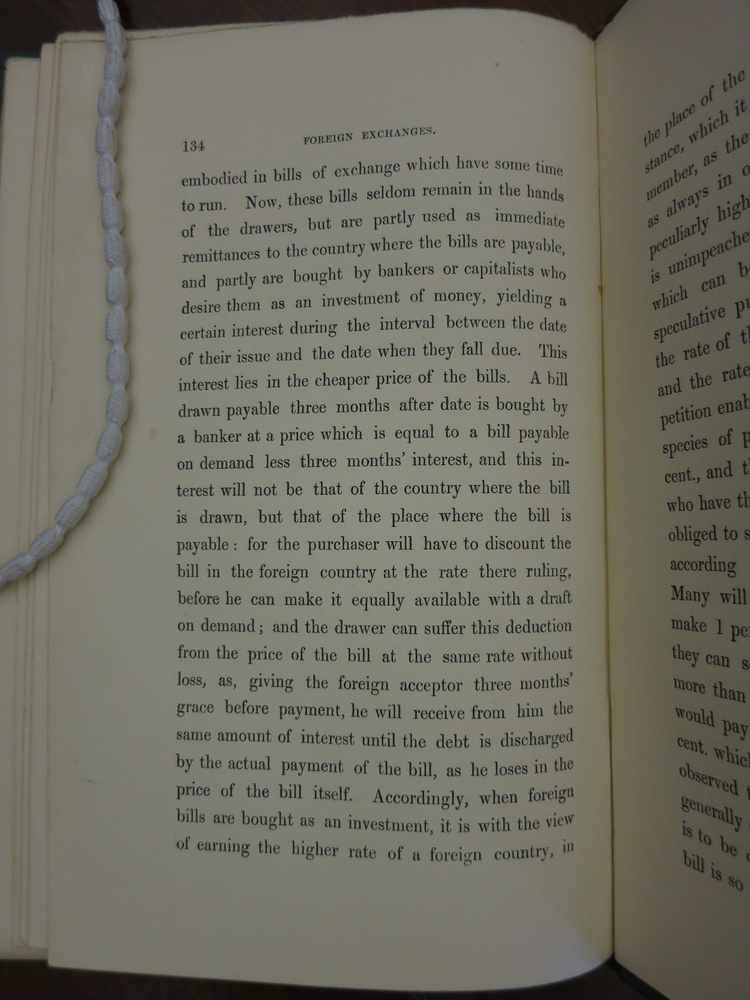 134
FOREIGN EXCHANGES.
embodied in bills of exchange which have some time
to run. Now, these bills seldom remain in the hands
of the drawers, but are partly used as immediate
remittances to the country where the bills are payable,
and partly are bought by bankers or capitalists who
desire them as an investment of money, yielding a
certain interest during the interval between the date
of their issue and the date when they fall due. This
interest lies in the cheaper price of the bills. A bill
drawn payable three months after date is bought by
a banker at a price which is equal to a bill payable
on demand less three months' interest, and this in-
terest will not be that of the country where the bill
is drawn, but that of the place where the bill is
payable: for the purchaser will have to discount the
bill in the foreign country at the rate there ruling,
before he can make it equally available with a draft
on demand; and the drawer can suffer this deduction
from the price of the bill at the same rate without
loss, as, giving the foreign acceptor three months'
grace before payment, he will receive from him the
same amount of interest until the debt is discharged
by the actual payment of the bill, as he loses in the
price of the bill itself. Accordingly, when foreign
bills are bought as an investment, it is with the view
of earning the higher rate of a foreign country, in
the place of the
stance, which it
member, as the
as always in
peculiarly high
is unimpeache
which can
speculative
the rate of
and the rate
petition enab
species of
cent., and
who have
obliged to
according
Many will
make 1
they can
more than
would pay
cent.
observed
generally
is to be
bill is so